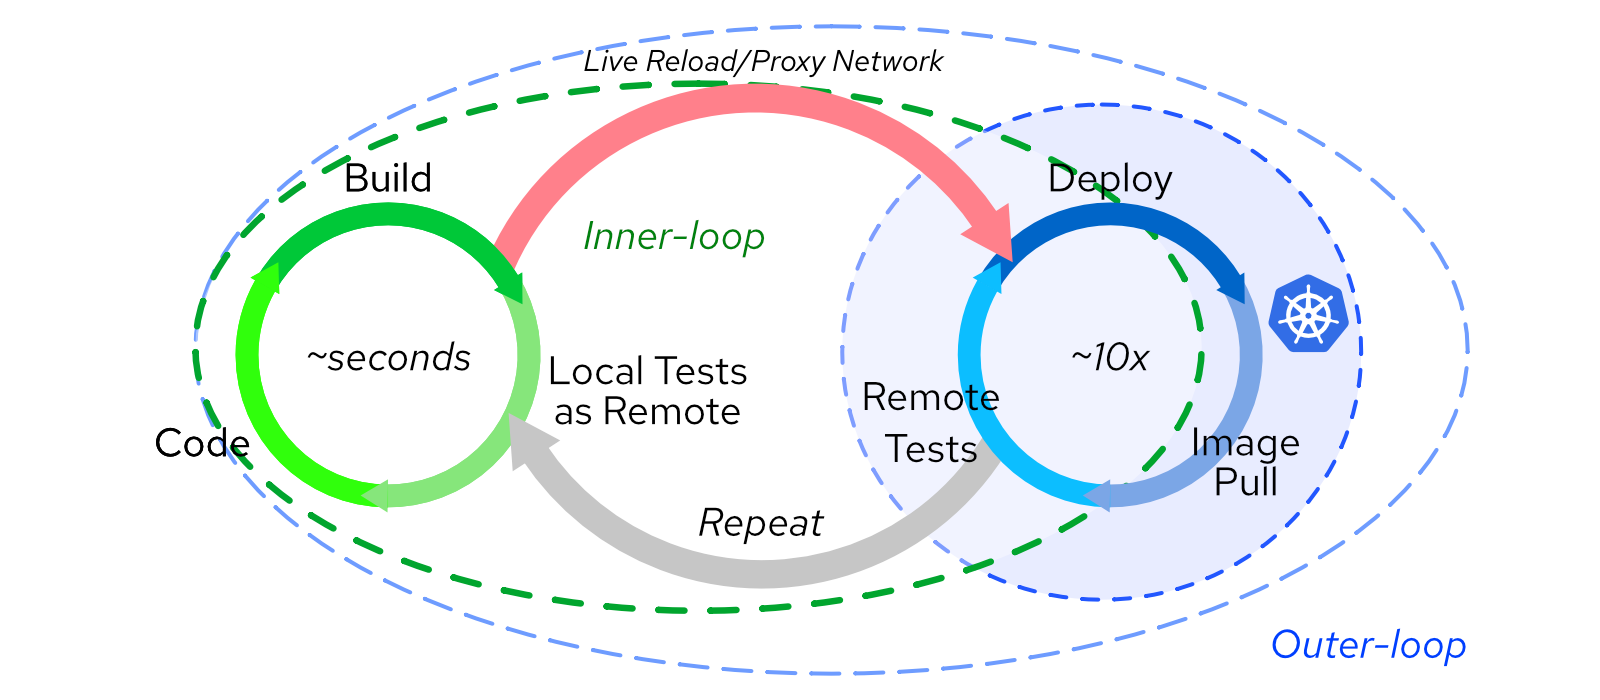 Live Reload/Proxy Network
Build
Deploy
Inner-loop
~seconds
Local Tests
as Remote
~10x
Remote
Tests
Code
Image
Pull
Repeat
Outer-loop